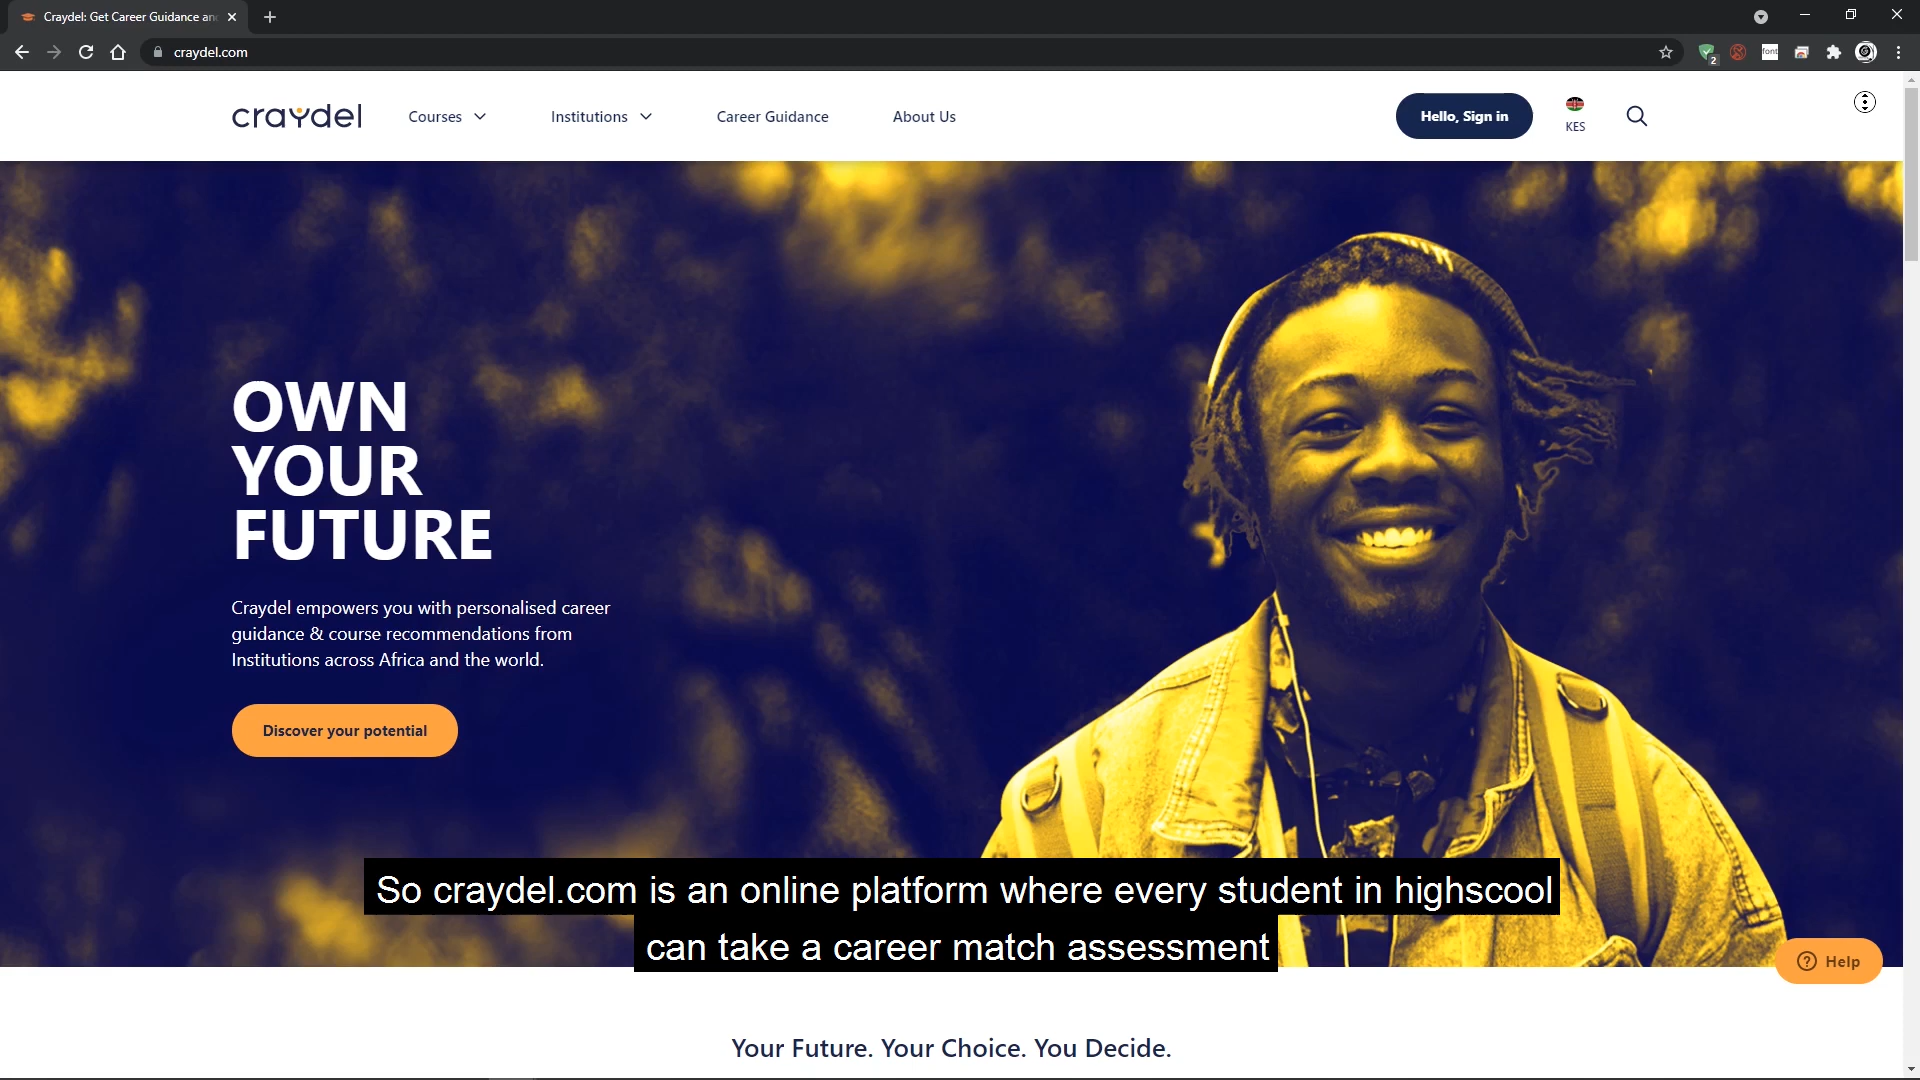 Craydel: Get Career Guidance an
craydel.com
2
font
craydel
Courses
Institutions
Career Guidance
About Us
Hello, Sign in
KES
OWN
YOUR
FUTURE
Craydel empowers you with personalised career
guidance & course recommendations from
Institutions across Africa and the world.
Discover your potential
So craydel.com is an online platform where every student in highscool
can take a career match assessment
Help
Your Future. Your Choice. You Decide.